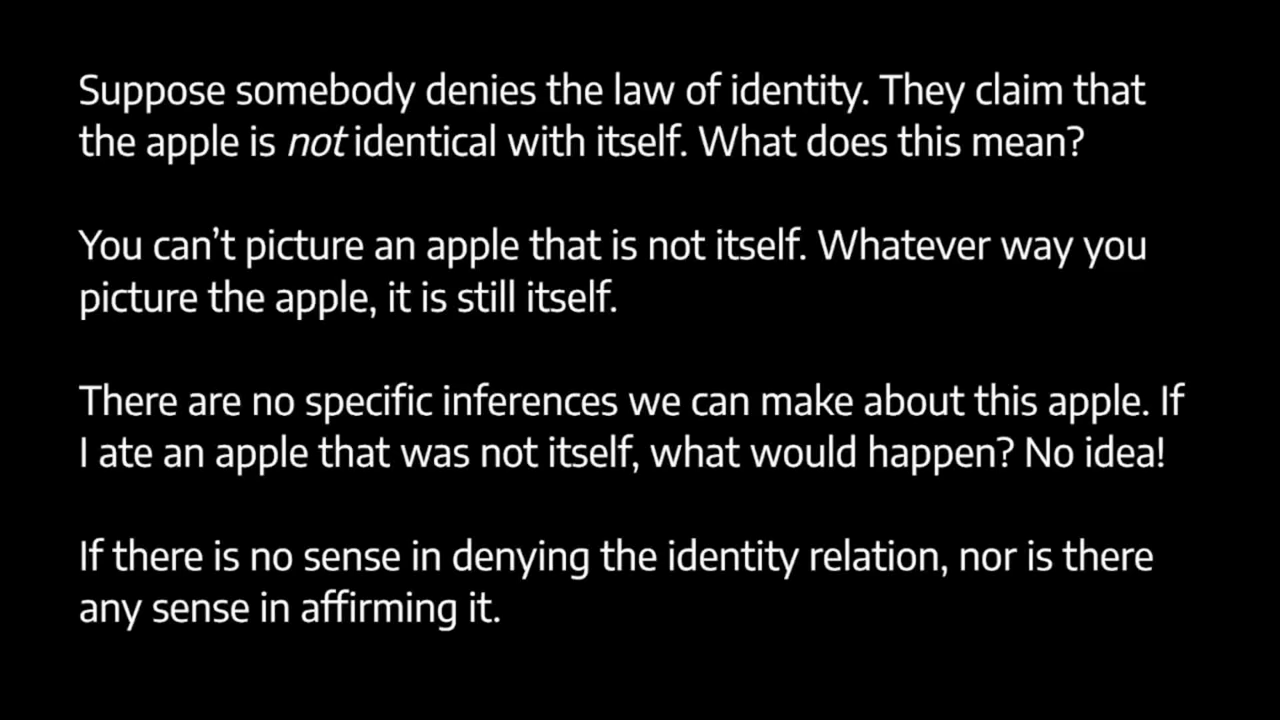 Suppose somebody denies the law of identity. They claim that
the apple is not identical with itself. What does this mean?
You can’t picture an apple that is not itself. Whatever way you
picture the apple, it is still itself.
There are no specific inferences we can make about this apple. If
I ate an apple that was not itself, what would happen? No idea!
If there is no sense in denying the identity relation, nor is there
any sense in affirming it.